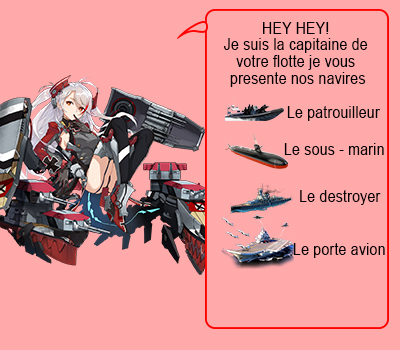 HEY HEY!
Je suis la capitaine de
votre flotte je vous
presente nos navires
Le patrouilleur
Le sous - marin
Le destroyer
Le porte avion